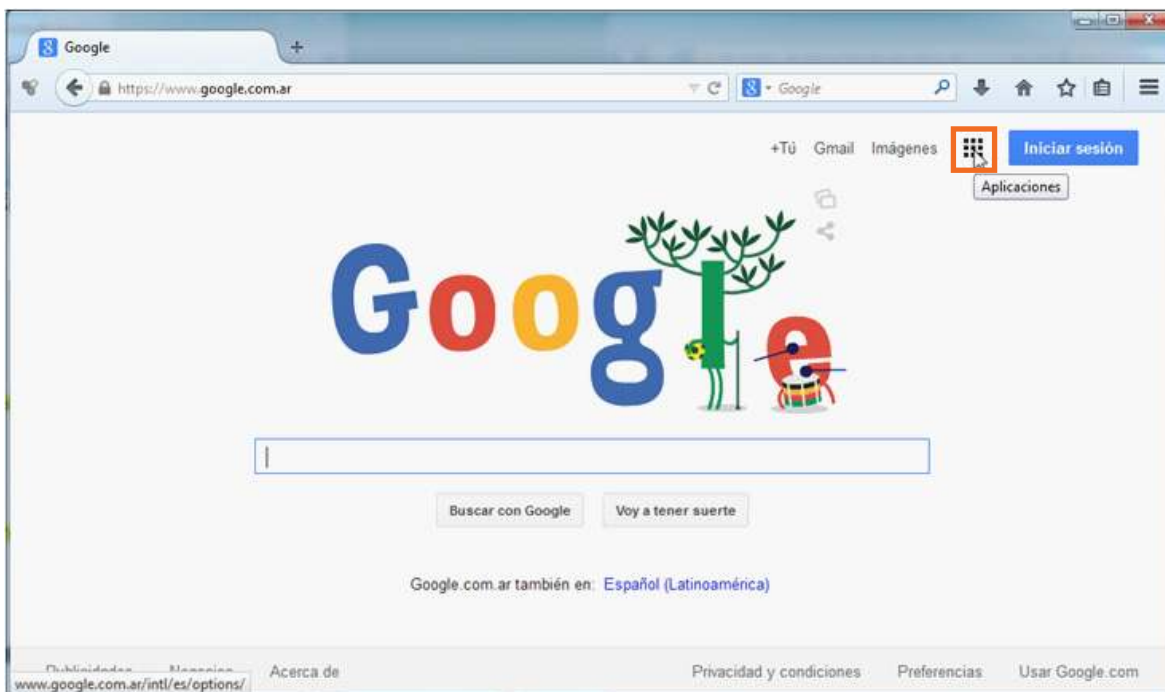 Google
https://www.google.com.ar
Google
+Tú Gmail Imágenes Iniciar sesión
Aplicaciones
Google
Buscar con Google Voy a tener suerte
Google.com.ar también en: Español (Latinoamérica)
Publicidades Negocios Acerca de Privacidad y condiciones Preferencias Usar Google.com
www.google.com.ar/intl/es/options/